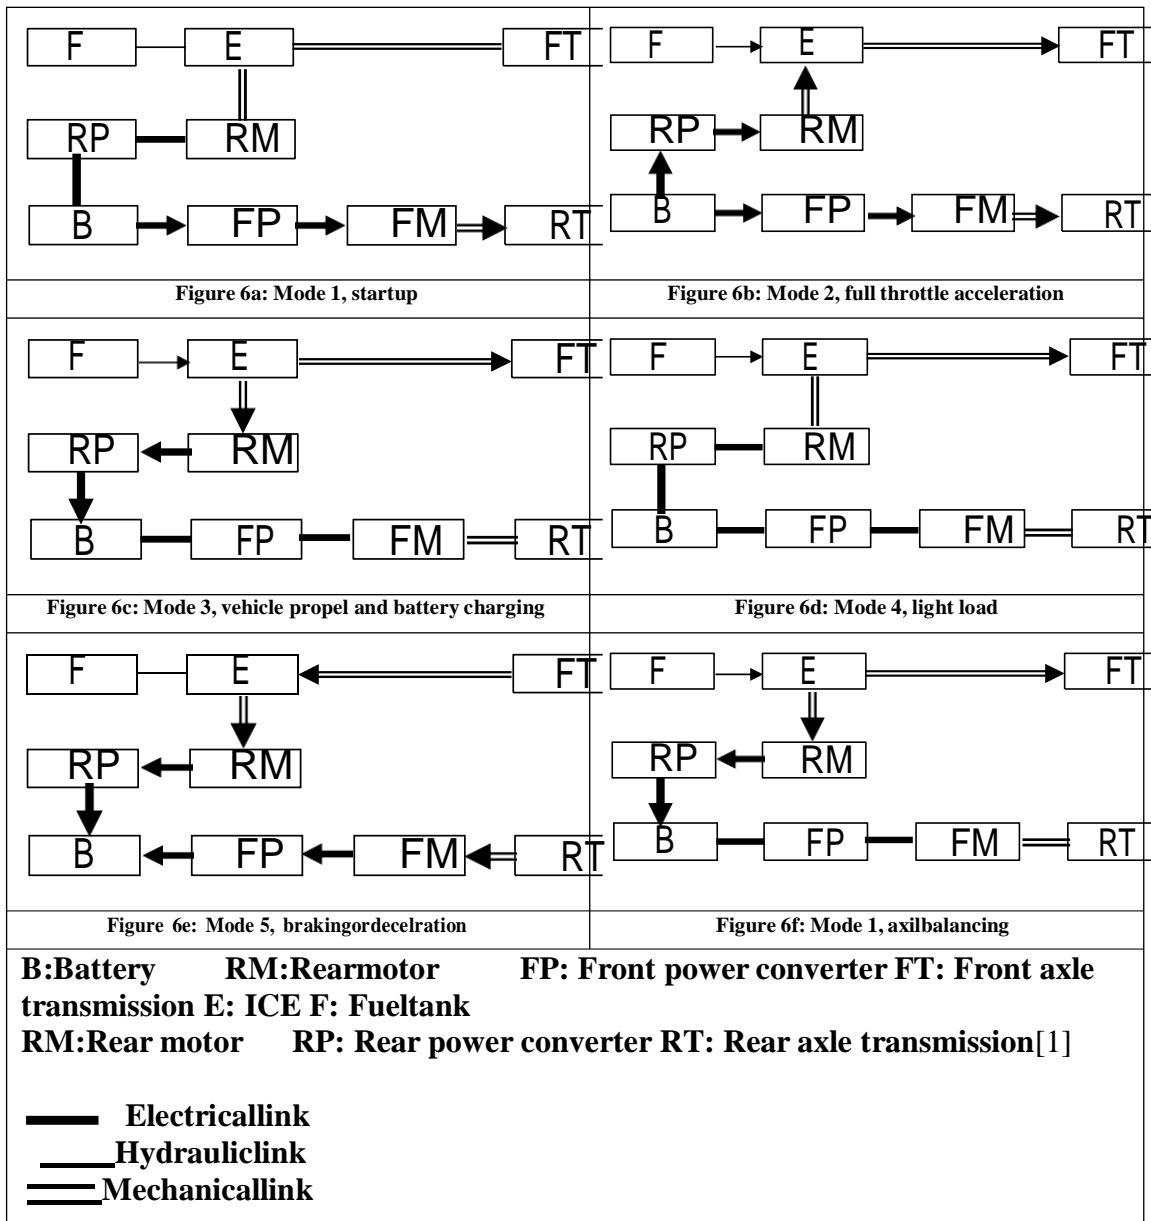 F E FT
RP RM
B FP FM RT
Figure 6a: Mode 1, startup
F E FT
RP RM
B FP FM RT
Figure 6b: Mode 2, full throttle acceleration
F E FT
RP RM
B FP FM RT
Figure 6c: Mode 3, vehicle propel and battery charging
F E FT
RP RM
B FP FM RT
Figure 6d: Mode 4, light load
F E FT
RP RM
B FP FM RT
Figure 6e: Mode 5, brakingordecelration
F E FT
RP RM
B FP FM RT
Figure 6f: Mode 1, axilbalancing
B:Battery RM:Rearmotor FP: Front power converter FT: Front axle
transmission E: ICE F: Fueltank
RM:Rear motor RP: Rear power converter RT: Rear axle transmission[1]
Electricallink
Hydrauliclink
Mechanicallink